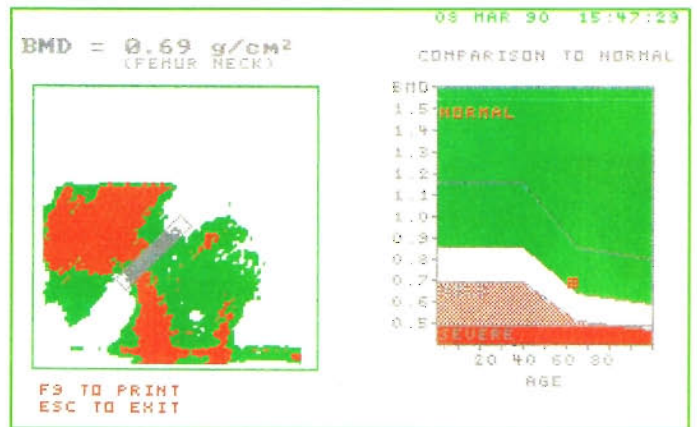 09 MAR 90 15:47:29
BMD = 0.69 g/cm²
(FEMUR NECK)
COMPARISON TO NORMAL
BMD
1.5
NORMAL
1.4
1.3
1.2
1.1
1.0
0.9
0.8
0.7
0.6
0.5
SEVERE
20 40 60 80
AGE
F9 TO PRINT
ESC TO EXIT